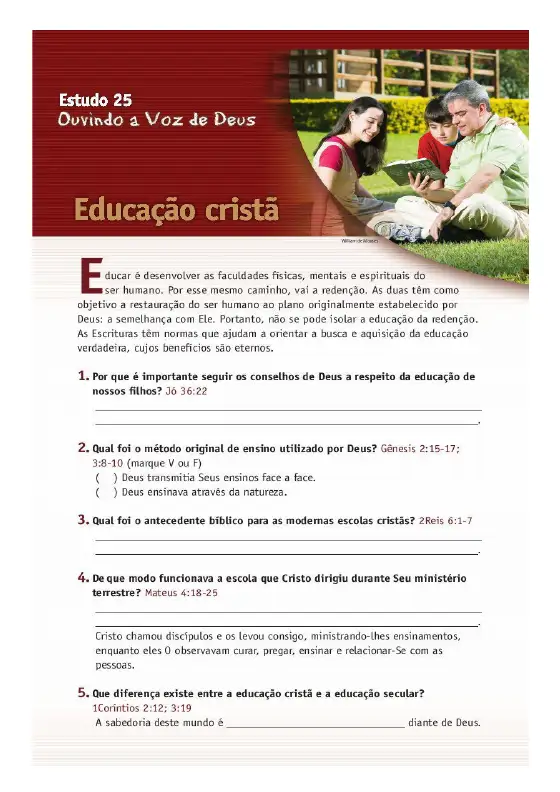 Estudo 25
Ouvindo a Voz de Deus
Educação cristã
William de Moraes
Educar é desenvolver as faculdades físicas, mentais e espirituais do
ser humano. Por esse mesmo caminho, vai a redenção. As duas têm como
objetivo a restauração do ser humano ao plano originalmente estabelecido por
Deus: a semelhança com Ele. Portanto, não se pode isolar a educação da redenção.
As Escrituras têm normas que ajudam a orientar a busca e aquisição da educação
verdadeira, cujos benefícios são eternos.
1. Por que é importante seguir os conselhos de Deus a respeito da educação de
nossos filhos? Jó 36:22
.
2. Qual foi o método original de ensino utilizado por Deus? Gênesis 2:15-17;
3:8-10 (marque V ou F)
( ) Deus transmitia Seus ensinos face a face.
( ) Deus ensinava através da natureza.
3. Qual foi o antecedente bíblico para as modernas escolas cristãs? 2Reis 6:1-7
.
4. De que modo funcionava a escola que Cristo dirigiu durante Seu ministério
terrestre? Mateus 4:18-25
.
Cristo chamou discípulos e os levou consigo, ministrando-lhes ensinamentos,
enquanto eles O observavam curar, pregar, ensinar e relacionar-Se com as
pessoas.
5. Que diferença existe entre a educação cristã e a educação secular?
1Coríntios 2:12; 3:19
A sabedoria deste mundo é ____________________ diante de Deus.